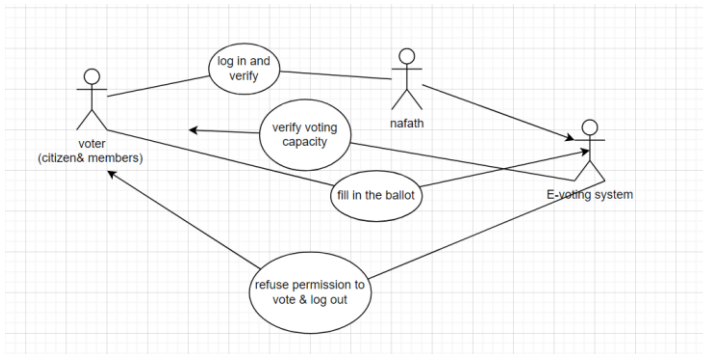 log in and
verify
nafath
voter
(citizen& members)
verify voting
capacity
fill in the ballot
E-voting system
refuse permission to
vote & log out